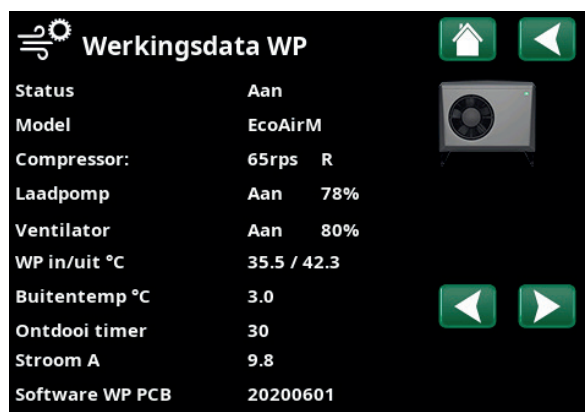 Werkingsdata WP
Status Aan
Model EcoAirM
Compressor: 65rps R
Laadpomp Aan 78%
Ventilator Aan 80%
WP in/uit °C 35.5 / 42.3
Buitentemp °C 3.0
Ontdooi timer 30
Stroom A 9.8
Software WP PCB 20200601